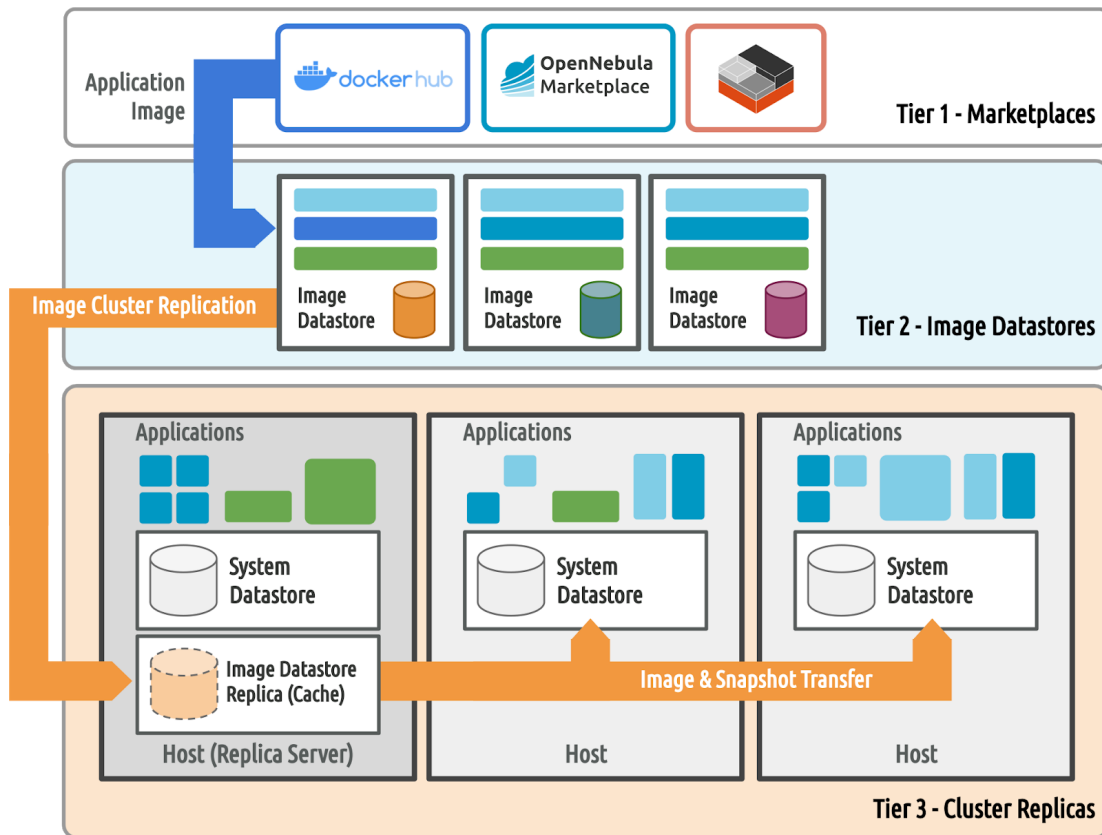 Application
Image
docker hub
OpenNebula
Marketplace
Tier 1 - Marketplaces
Image
Datastore
Image
Datastore
Image
Datastore
Tier 2 - Image Datastores
Image Cluster Replication
Applications
System
Datastore
Image Datastore
Replica (Cache)
Host (Replica Server)
Applications
System
Datastore
Host
Applications
System
Datastore
Host
Image & Snapshot Transfer
Tier 3 - Cluster Replicas